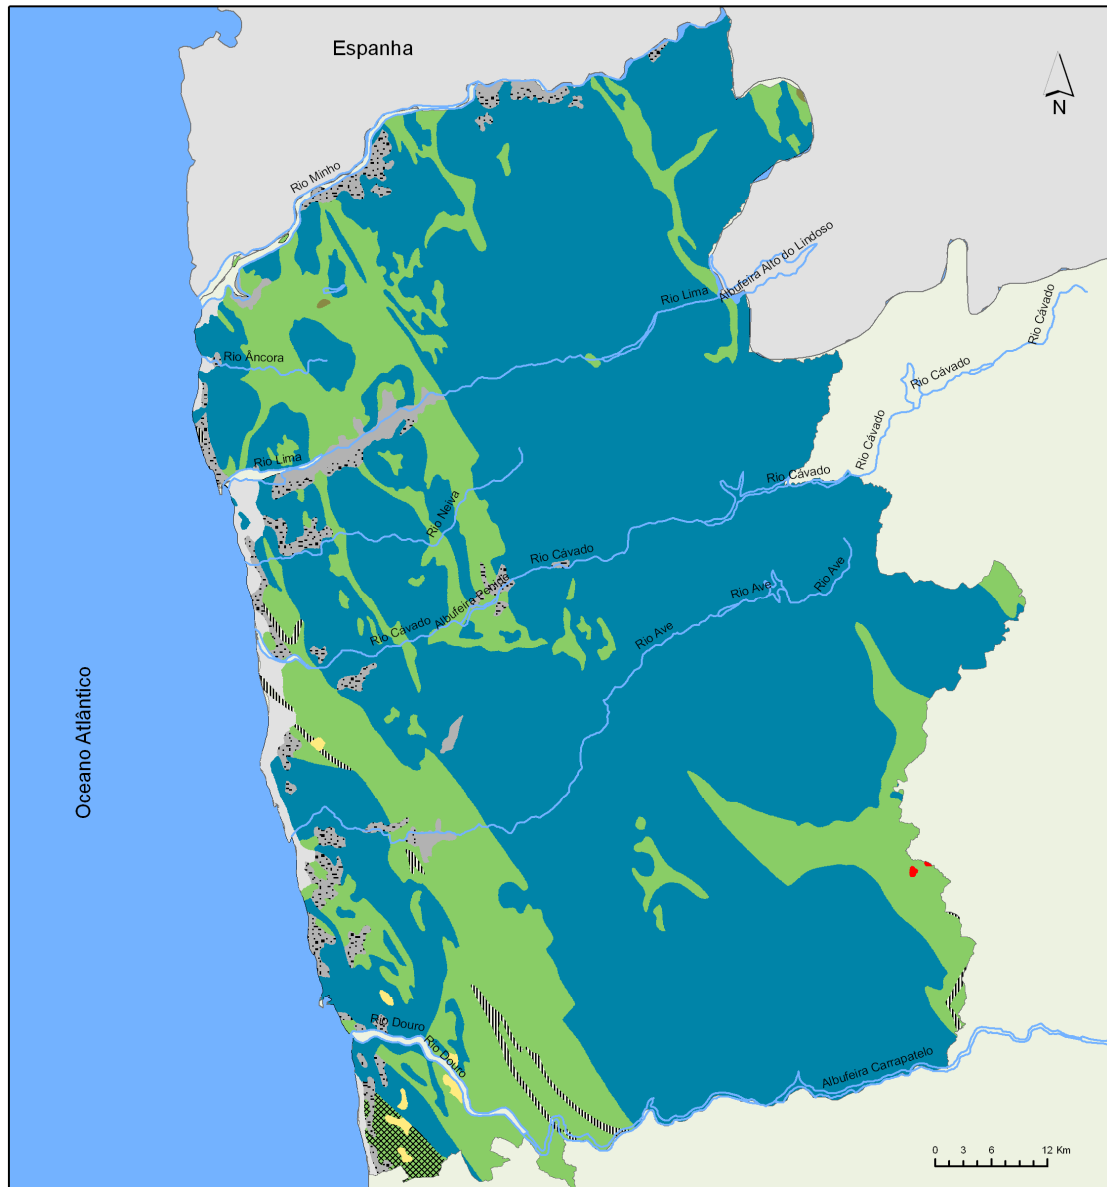 Espanha
N
Rio Minho
Albufeira Alto do Lindoso
Rio Lima
Rio Cávado
Rio Âncora
Rio Cávado
Rio Cávado
Rio Lima
Rio Cávado
Rio Neiva
Rio Cávado
Rio Ave
Rio Ave
Albufeira Penide
Rio Cávado
Rio Ave
Oceano Atlântico
Rio Douro
Rio Douro
Albufeira Carrapatelo
0 3 6 12 Km